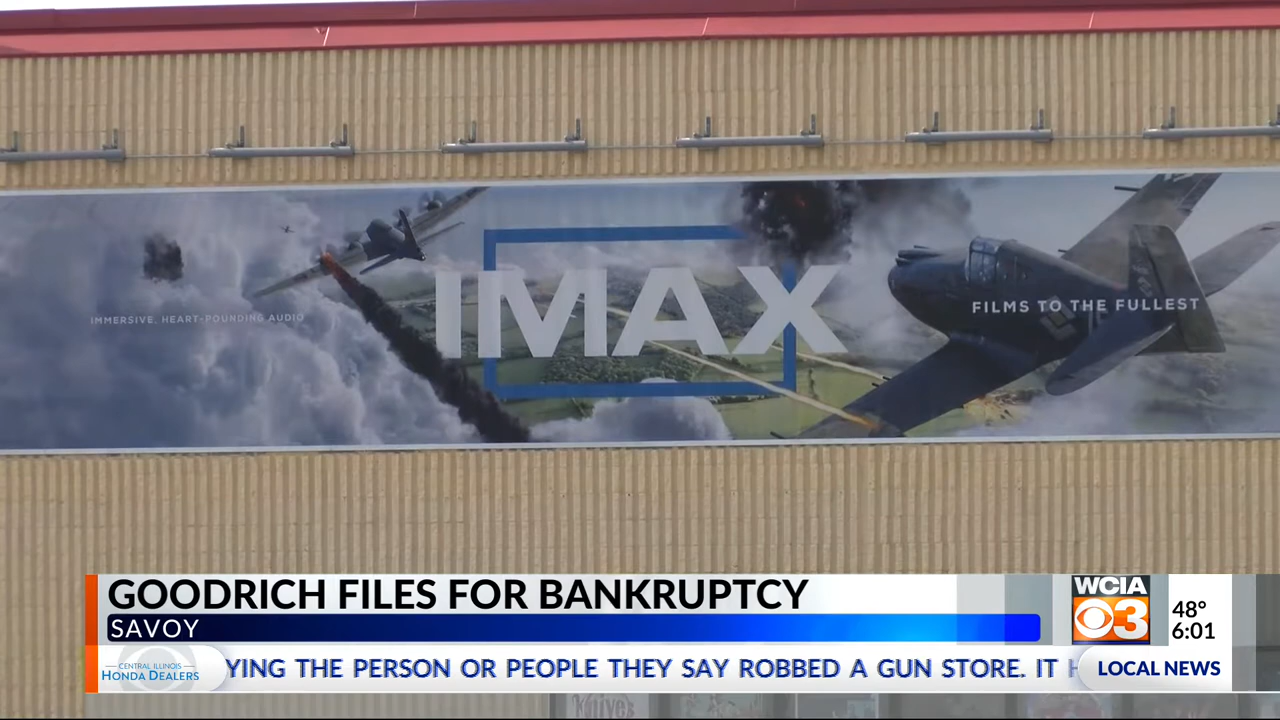 IMMERSIVE, HEART-POUNDING AUDIO
IMAX
FILMS TO THE FULLEST
GOODRICH FILES FOR BANKRUPTCY
SAVOY
WCIA
3
48°
6:01
CENTRAL ILLINOIS
HONDA DEALERS
YING THE PERSON OR PEOPLE THEY SAY ROBBED A GUN STORE. IT H
LOCAL NEWS
Knives